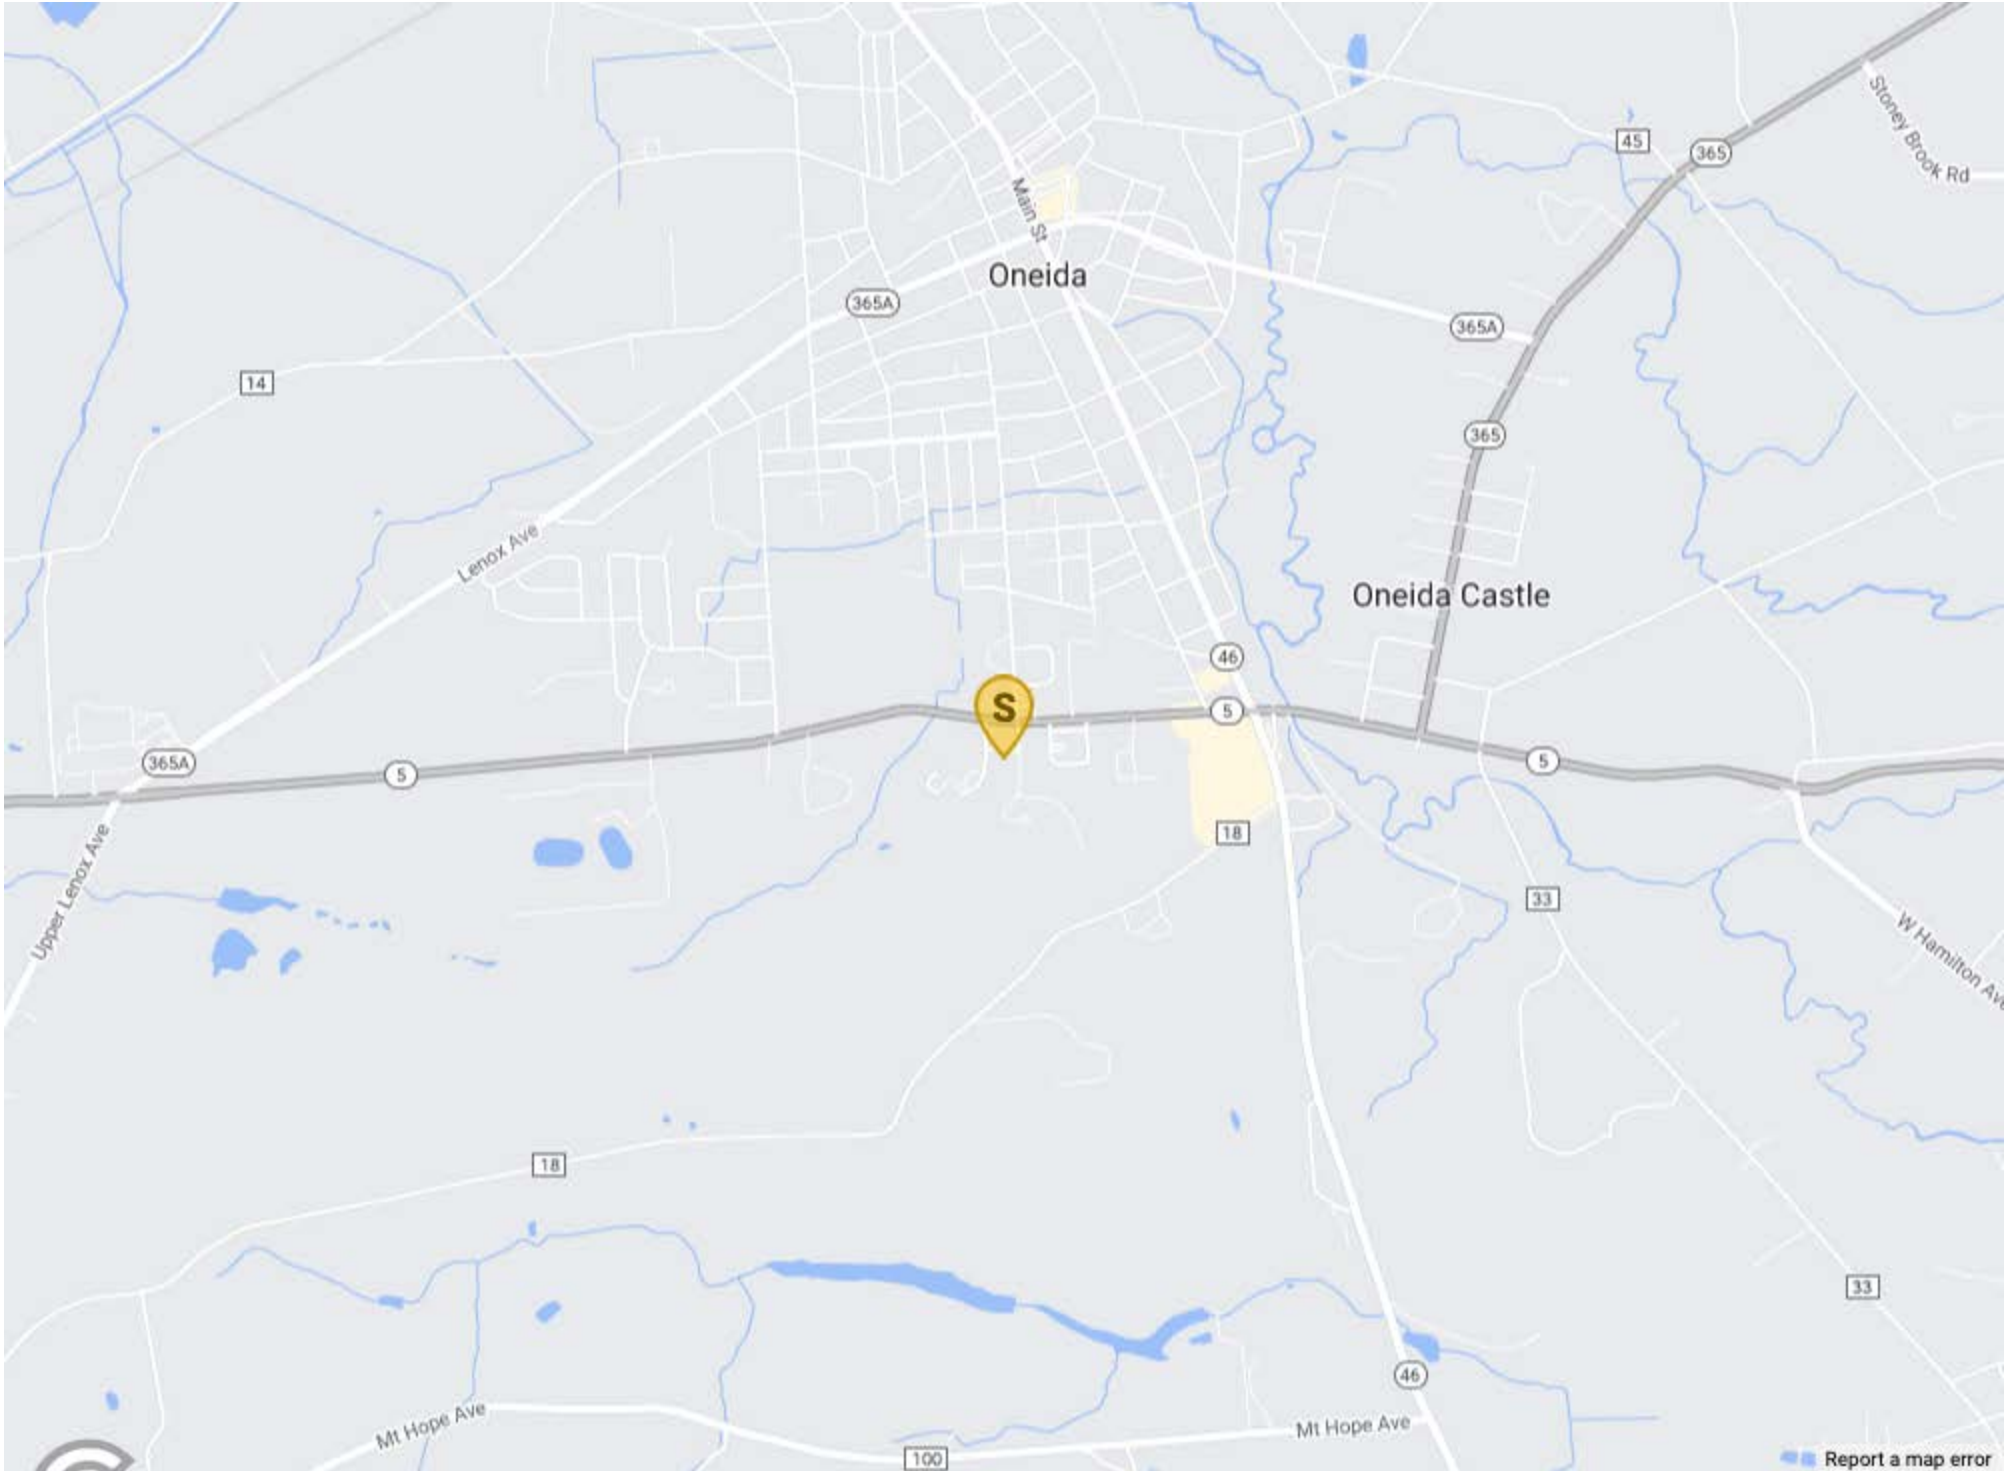 45
365
Stoney Brook Rd
Main St
Oneida
365A
365A
14
365
Lenox Ave
Oneida Castle
46
S
5
365A
5
5
18
Upper Lenox Ave
33
W Hamilton Ave
18
33
46
Mt Hope Ave
Mt Hope Ave
100
Report a map error